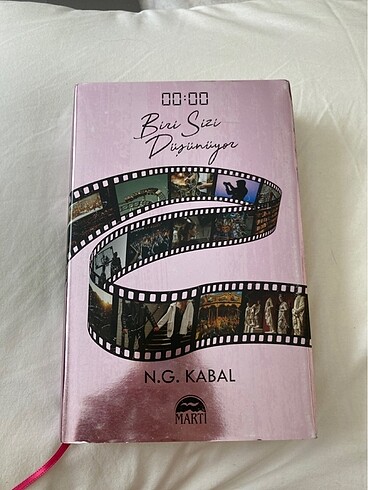 00:00
Biri Sizi
Düşünüyor
N.G. KABAL
MARTI